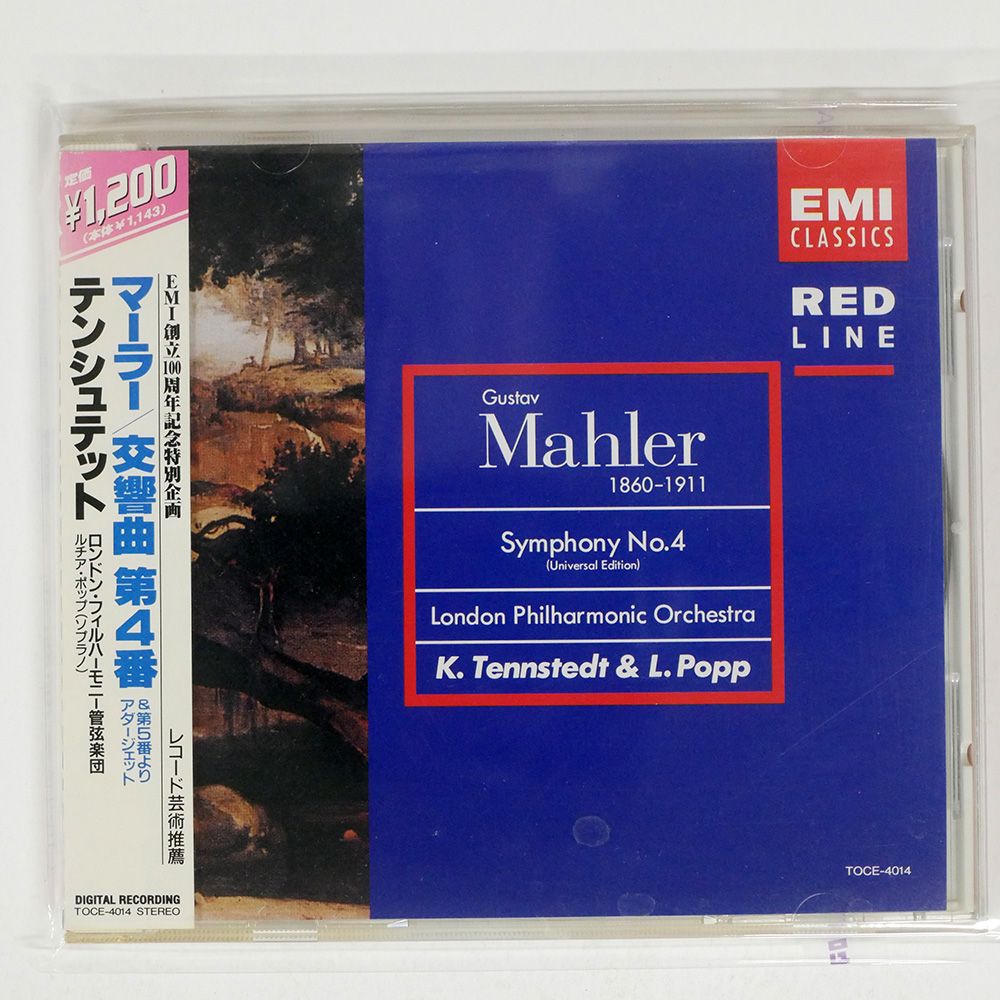 定価
¥1,200
(本体¥1,143)
EMI創立100周年記念特別企画
マーラー/交響曲 第4番
&第5番より
アダージェット
テンシュテット
ロンドン・フィルハーモニー管弦楽団
ルチア・ポップ(ソプラノ)
レコード芸術推薦
DIGITAL RECORDING
TOCE-4014 STEREO
EMI
CLASSICS
RED
LINE
Gustav
Mahler
1860-1911
Symphony No.4
(Universal Edition)
London Philharmonic Orchestra
K. Tennstedt & L. Popp
TOCE-4014